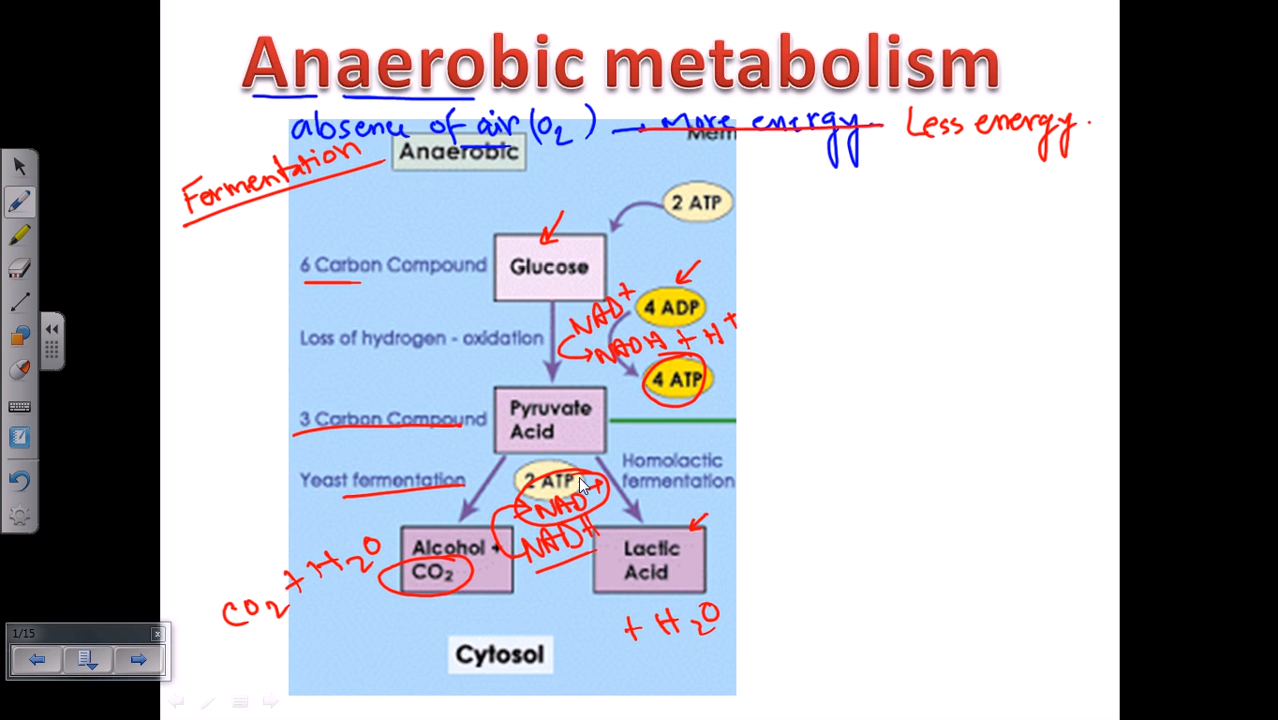 Anaerobic metabolism
absence of air (O2) → More energy. Less energy.
Mem
Fermentation
Anaerobic
2 ATP
6 Carbon Compound
Glucose
NAD+
4 ADP
Loss of hydrogen - oxidation
NADH + H+
4 ATP
3 Carbon Compound
Pyruvate
Acid
Yeast fermentation
2 ATP
Homolactic
fermentation
NAD+
NADH
Alcohol +
CO2
Lactic
Acid
CO2 + H2O
+ H2O
1/15
x
Cytosol